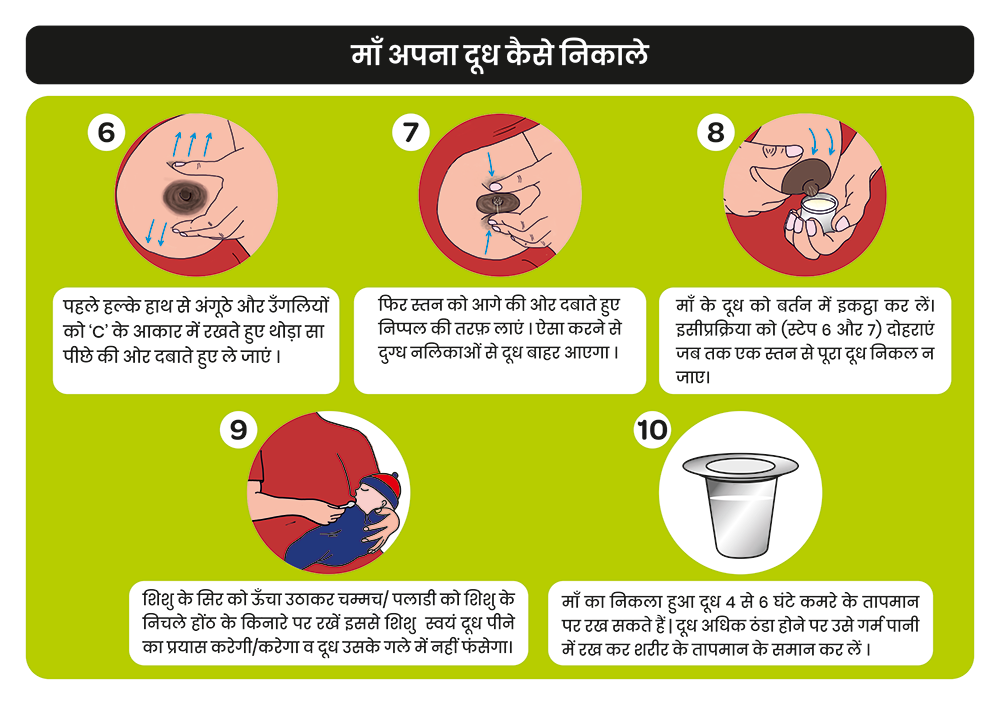 माँ अपना दूध कैसे निकाले
6
पहले हल्के हाथ से अंगूठे और उँगलियों
को ‘C’ के आकार में रखते हुए थोड़ा सा
पीछे की ओर दबाते हुए ले जाएं ।
7
फिर स्तन को आगे की ओर दबाते हुए
निप्पल की तरफ़ लाएं । ऐसा करने से
दुग्ध नलिकाओं से दूध बाहर आएगा ।
8
माँ के दूध को बर्तन में इकट्ठा कर लें।
इसीप्रक्रिया को (स्टेप 6 और 7) दोहराएं
जब तक एक स्तन से पूरा दूध निकल न
जाए।
9
शिशु के सिर को ऊँचा उठाकर चम्मच/ पलाडी को शिशु के
निचले होंठ के किनारे पर रखें इससे शिशु स्वयं दूध पीने
का प्रयास करेगी/करेगा व दूध उसके गले में नहीं फंसेगा।
10
माँ का निकला हुआ दूध 4 से 6 घंटे कमरे के तापमान
पर रख सकते हैं | दूध अधिक ठंडा होने पर उसे गर्म पानी
में रख कर शरीर के तापमान के समान कर लें ।